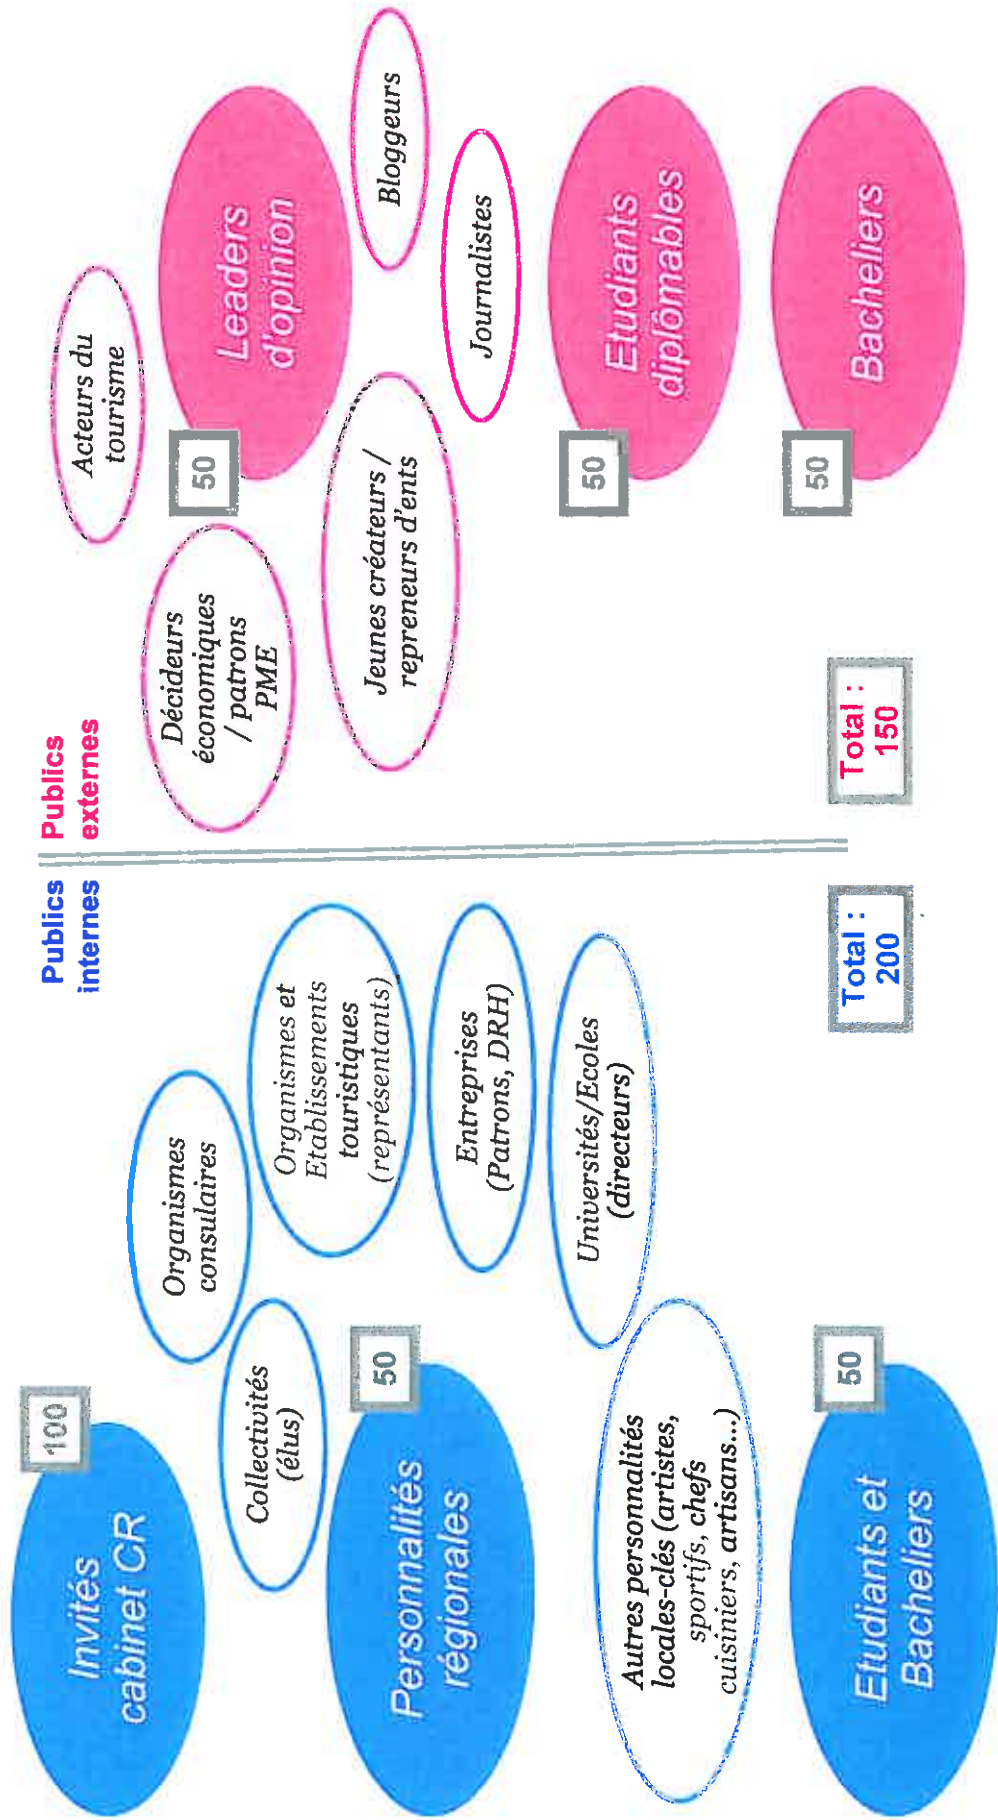 Publics
internes
Publics
externes
Invités
cabinet CR
100
Organismes
consulaires
Collectivités
(élus)
Organismes et
Etablissements
touristiques
(représentants)
Personnalités
régionales
50
Entreprises
(Patrons, DRH)
Universités/Ecoles
(directeurs)
Autres personnalités
locales-clés (artistes,
sportifs, chefs
cuisiniers, artisans...)
Etudiants et
Bacheliers
50
Total :
200
Acteurs du
tourisme
Décideurs
économiques
/ patrons
PME
50
Leaders
d'opinion
Bloggeurs
Jeunes créateurs /
repreneurs d'ents
Journalistes
50
Etudiants
diplômables
50
Bacheliers
Total :
150